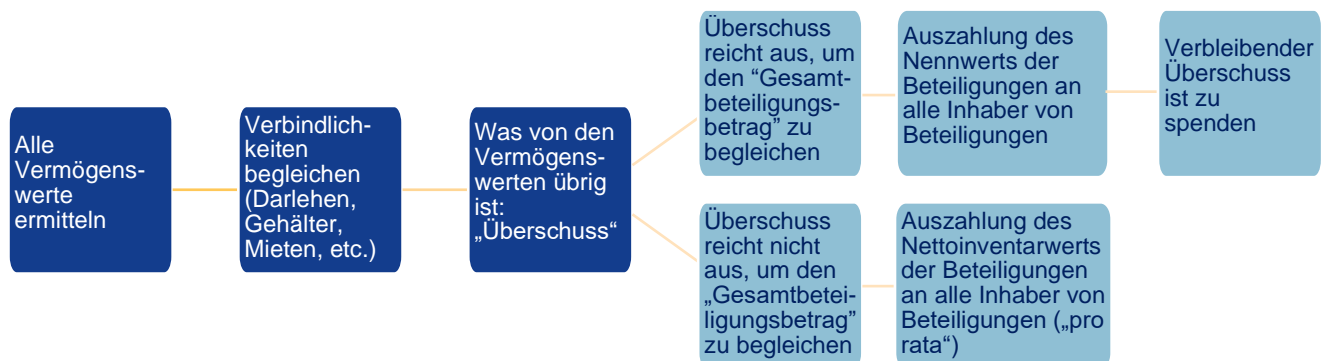 Alle
Vermögens-
werte
ermitteln
Verbindlich-
keiten
begleichen
(Darlehen,
Gehälter,
Mieten, etc.)
Was von den
Vermögens-
werten übrig
ist:
„Überschuss“
Überschuss
reicht aus, um
den “Gesamt-
beteiligungs-
betrag” zu
begleichen
Auszahlung des
Nennwerts der
Beteiligungen an
alle Inhaber von
Beteiligungen
Verbleibender
Überschuss
ist zu
spenden
Überschuss
reicht nicht
aus, um den
„Gesamtbetei-
ligungsbetrag”
zu begleichen
Auszahlung des
Nettoinventarwerts
der Beteiligungen
an alle Inhaber von
Beteiligungen („pro
rata“)